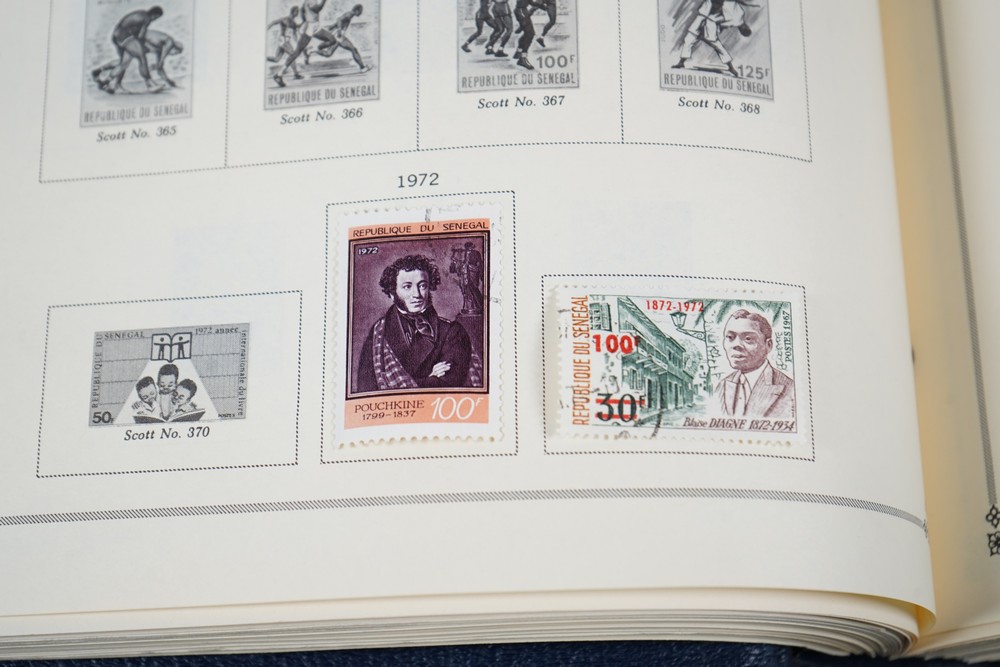 REPUBLIQUE DU SENEGAL
Scott No. 365
REPUBLIQUE DU SENEGAL
Scott No. 366
100F
REPUBLIQUE DU SENEGAL
Scott No. 367
125F
REPUBLIQUE DU SENEGAL
Scott No. 368
1972
REPUBLIQUE DU SENEGAL
1972 année
internationale du livre
50F
POSTES
Scott No. 370
REPUBLIQUE DU SENEGAL
1972
POUCHKINE
1799-1837
100F
REPUBLIQUE DU SENEGAL
1872-1972
100F
30F
POSTES 1967
Blaise DIAGNE 1872-1934